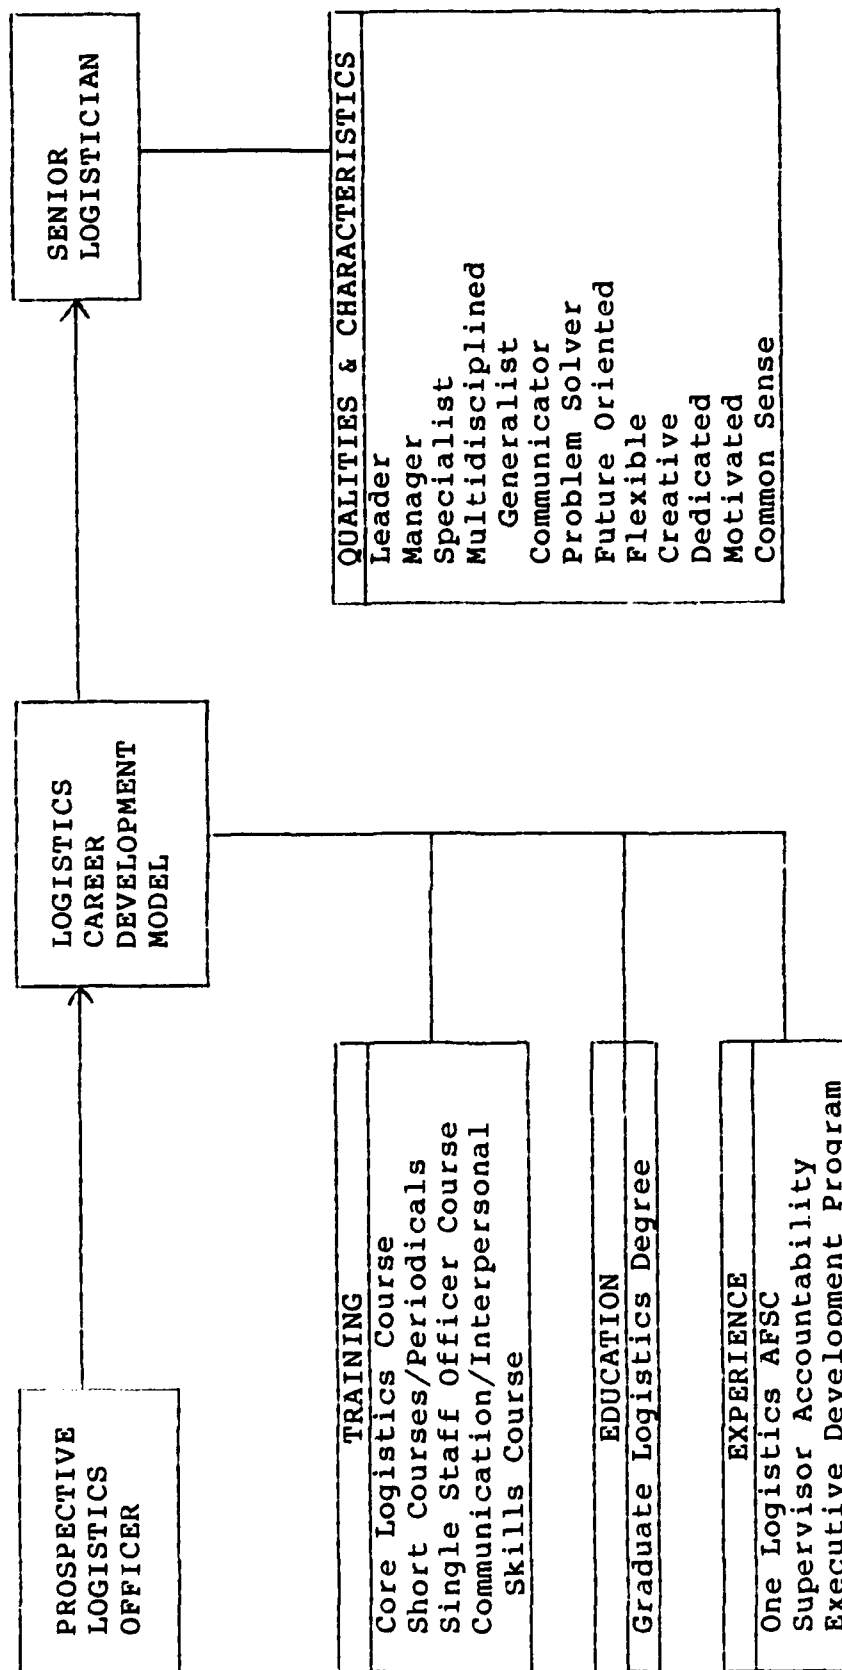 PROSPECTIVE
LOGISTICS
OFFICER
LOGISTICS
CAREER
DEVELOPMENT
MODEL
SENIOR
LOGISTICIAN
TRAINING
Core Logistics Course
Short Courses/Periodicals
Single Staff Officer Course
Communication/Interpersonal
Skills Course
EDUCATION
Graduate Logistics Degree
EXPERIENCE
One Logistics AFSC
Supervisor Accountability
Executive Development Program
QUALITIES & CHARACTERISTICS
Leader
Manager
Specialist
Multidisciplined
Generalist
Communicator
Problem Solver
Future Oriented
Flexible
Creative
Dedicated
Motivated
Common Sense